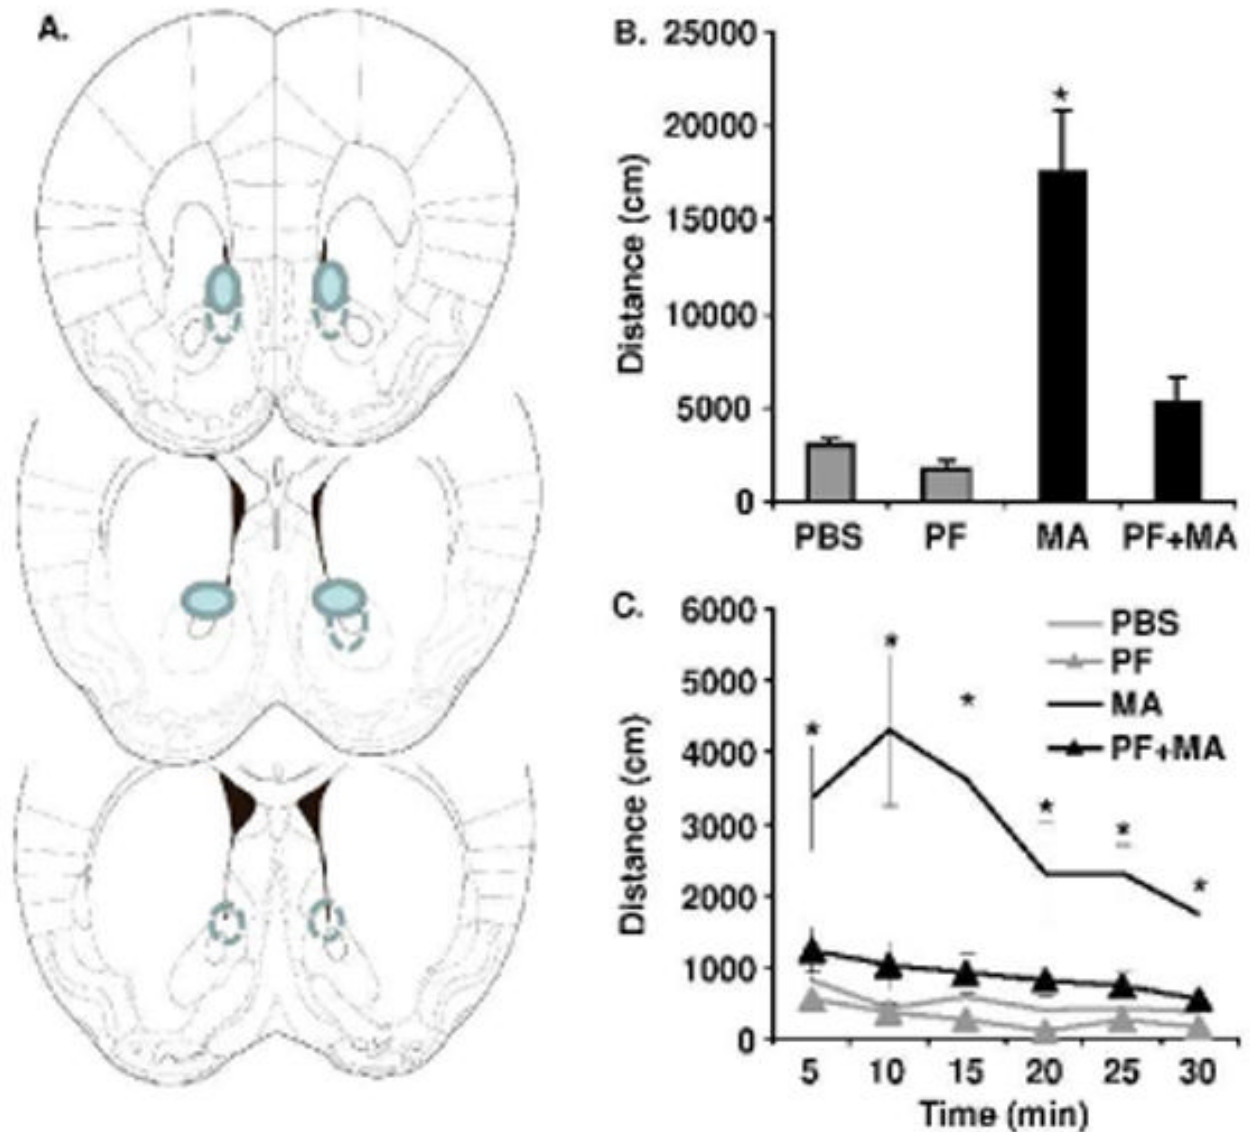 A.
B.
25000
20000
15000
10000
5000
0
Distance (cm)
*
PBS PF MA PF+MA
C.
6000
5000
4000
3000
2000
1000
0
Distance (cm)
* * * * * *
PBS
PF
MA
PF+MA
5 10 15 20 25 30
Time (min)